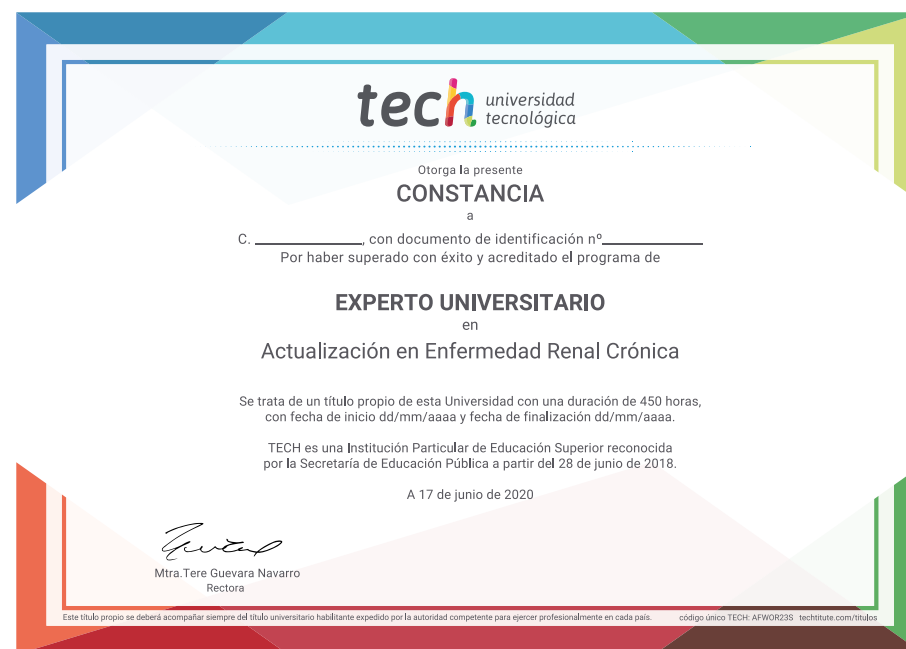 tech universidad
tecnológica
Otorga la presente
CONSTANCIA
a
C. ______________, con documento de identificación nº_____________
Por haber superado con éxito y acreditado el programa de
EXPERTO UNIVERSITARIO
en
Actualización en Enfermedad Renal Crónica
Se trata de un título propio de esta Universidad con una duración de 450 horas,
con fecha de inicio dd/mm/aaaa y fecha de finalización dd/mm/aaaa.
TECH es una Institución Particular de Educación Superior reconocida
por la Secretaría de Educación Pública a partir del 28 de junio de 2018.
A 17 de junio de 2020
Mtra.Tere Guevara Navarro
Rectora
Este título propio se deberá acompañar siempre del título universitario habilitante expedido por la autoridad competente para ejercer profesionalmente en cada país. código único TECH: AFWOR23S techtitute.com/titulos